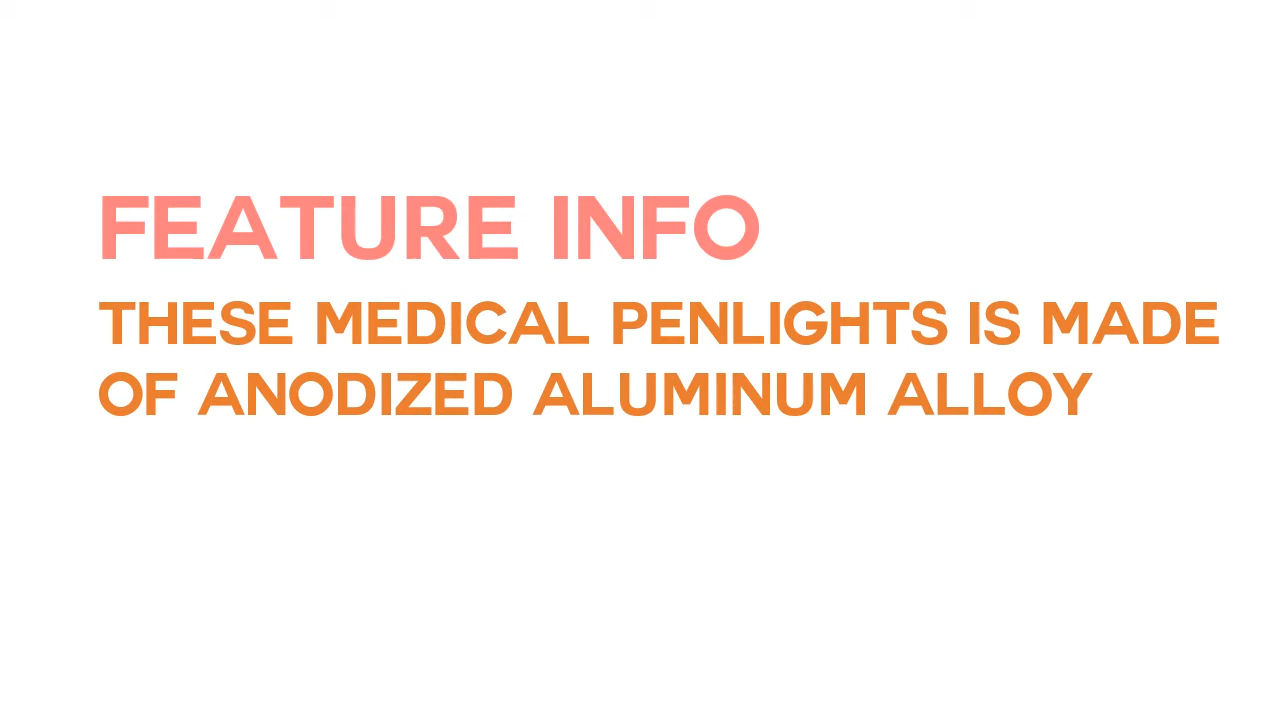 FEATURE INFO
THESE MEDICAL PENLIGHTS IS MADE
OF ANODIZED ALUMINUM ALLOY